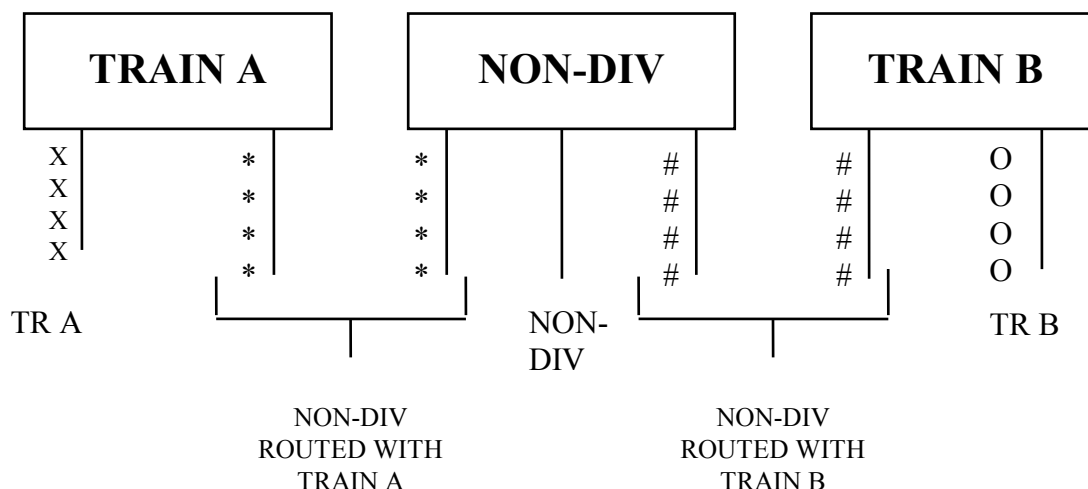 TRAIN A NON-DIV TRAIN B
X * * # # O
X * * # # O
X * * # # O
X * * # # O
TR A NON- TR B
DIV
NON-DIV NON-DIV
ROUTED WITH ROUTED WITH
TRAIN A TRAIN B